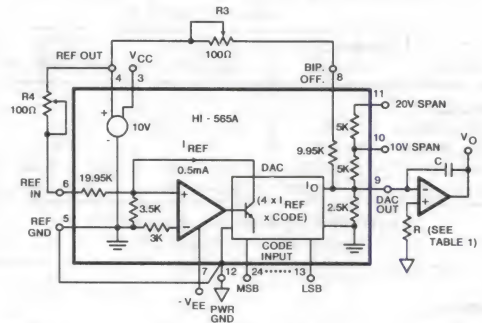 R3
100Ω
REF OUT
VCC
4
3
BIP.
OFF.
8
R4
100Ω
HI - 565A
11
20V SPAN
5K
+
10V
-
9.95K
10
10V SPAN
5K
IREF
0.5mA
DAC
IO
C
VO
REF
IN
6
19.95K
9
+
(4 x IREF
x CODE)
DAC
OUT
-
+
REF
GND
5
3.5K
3K
-
2.5K
R
(SEE
TABLE 1)
CODE
INPUT
7
12
24
13
- VEE
PWR
GND
MSB
LSB